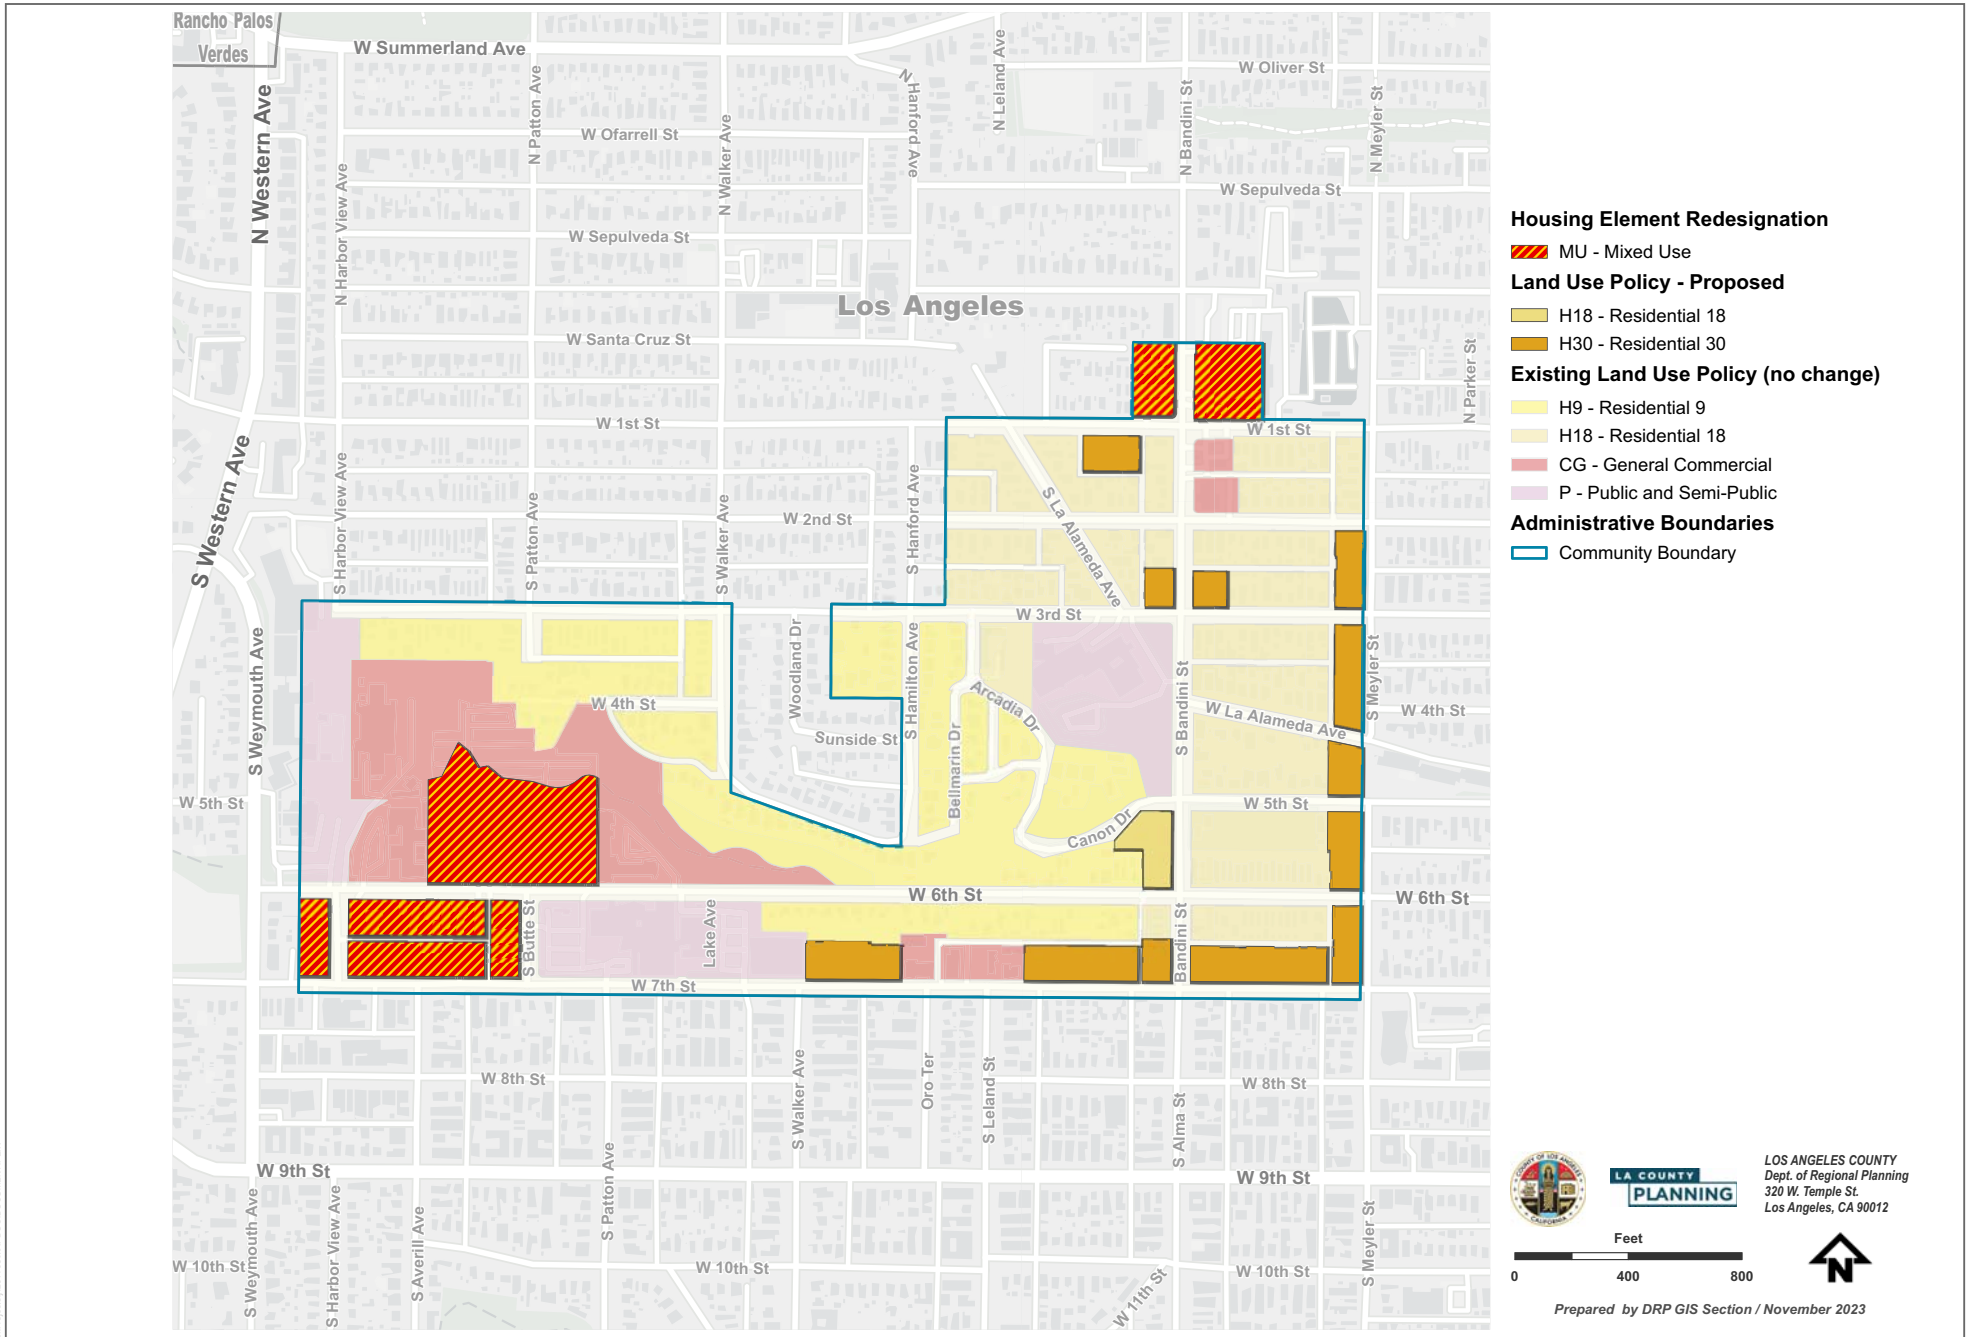 Rancho Palos
Verdes
W Summerland Ave
N Western Ave
N Harbor View Ave
N Patton Ave
N Walker Ave
N Hanford Ave
N Leland Ave
N Bandini St
N Meyler St
N Parker St
W Oliver St
W Ofarrell St
W Sepulveda St
W Sepulveda St
Los Angeles
W Santa Cruz St
W 1st St
W 1st St
S Western Ave
S Harbor View Ave
S Patton Ave
S Walker Ave
S Hanford Ave
W 2nd St
S La Alameda Ave
W 3rd St
S Weymouth Ave
Woodland Dr
S Hamilton Ave
Sunside St
Bellmarin Dr
Arcadia Dr
W 4th St
S Bandini St
W La Alameda Ave
S Meyler St
W 4th St
W 5th St
W 5th St
Canon Dr
W 6th St
W 6th St
S Butte St
Lake Ave
Bandini St
W 7th St
W 8th St
W 8th St
S Walker Ave
Oro Ter
S Leland St
S Alma St
W 9th St
W 9th St
S Weymouth Ave
S Harbor View Ave
S Averill Ave
S Patton Ave
W 10th St
W 10th St
W 10th St
W 11th St
S Meyler St
Housing Element Redesignation
MU - Mixed Use
Land Use Policy - Proposed
H18 - Residential 18
H30 - Residential 30
Existing Land Use Policy (no change)
H9 - Residential 9
H18 - Residential 18
CG - General Commercial
P - Public and Semi-Public
Administrative Boundaries
Community Boundary
COUNTY OF LOS ANGELES
CALIFORNIA
LA COUNTY
PLANNING
LOS ANGELES COUNTY
Dept. of Regional Planning
320 W. Temple St.
Los Angeles, CA 90012
Feet
0 400 800
N
Prepared by DRP GIS Section / November 2023